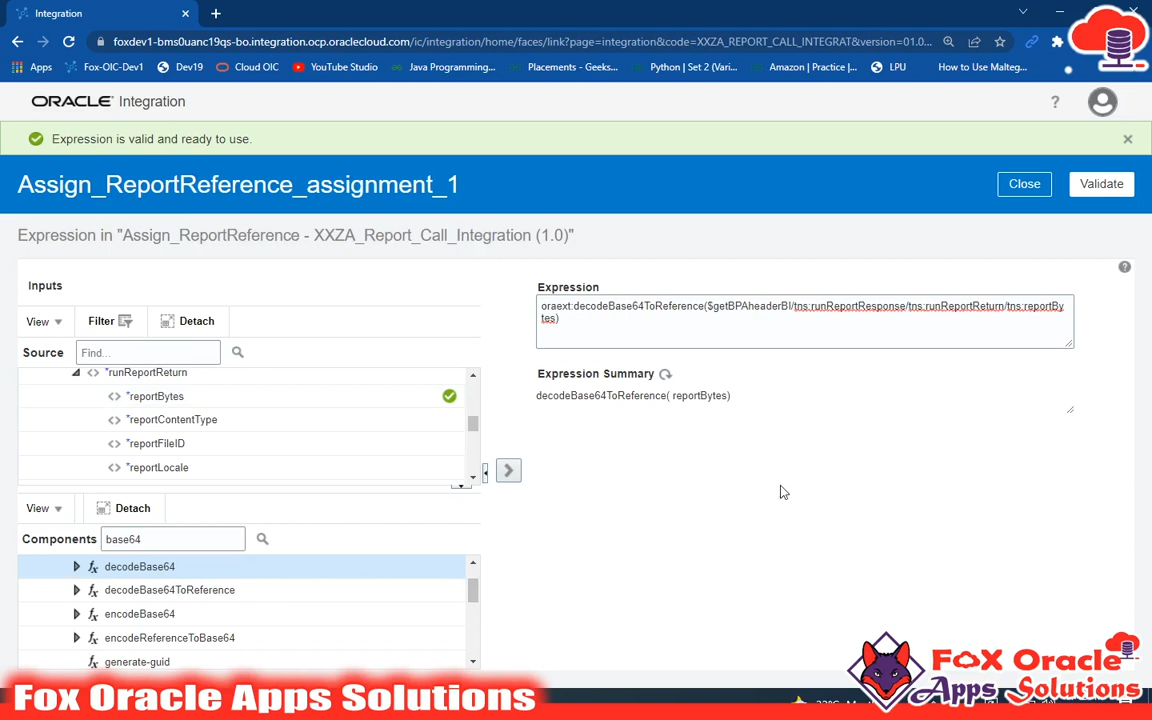 Integration
foxdev1-bms0uanc19qs-bo.integration.ocp.oraclecloud.com/ic/integration/home/faces/link?page=integration&code=XXZA_REPORT_CALL_INTEGRAT&version=01.0...
Apps
Fox-OIC-Dev1
Dev19
Cloud OIC
YouTube Studio
Java Programming...
Placements - Geeks...
Python | Set 2 (Vari...
Amazon | Practice |...
LPU
How to Use Malteg...
ORACLE Integration
?
Expression is valid and ready to use.
Assign_ReportReference_assignment_1
Close
Validate
Expression in "Assign_ReportReference - XXZA_Report_Call_Integration (1.0)"
Inputs
View
Filter
Detach
Source
Find...
*runReportReturn
*reportBytes
*reportContentType
*reportFileID
*reportLocale
View
Detach
Components
base64
fx decodeBase64
fx decodeBase64ToReference
fx encodeBase64
fx encodeReferenceToBase64
fx generate-guid
?
Expression
oraext:decodeBase64ToReference($getBPAheaderBI/tns:runReportResponse/tns:runReportReturn/tns:reportBy
tes)
Expression Summary
decodeBase64ToReference( reportBytes)
Fox Oracle Apps Solutions
FOX Oracle
Apps Solutions